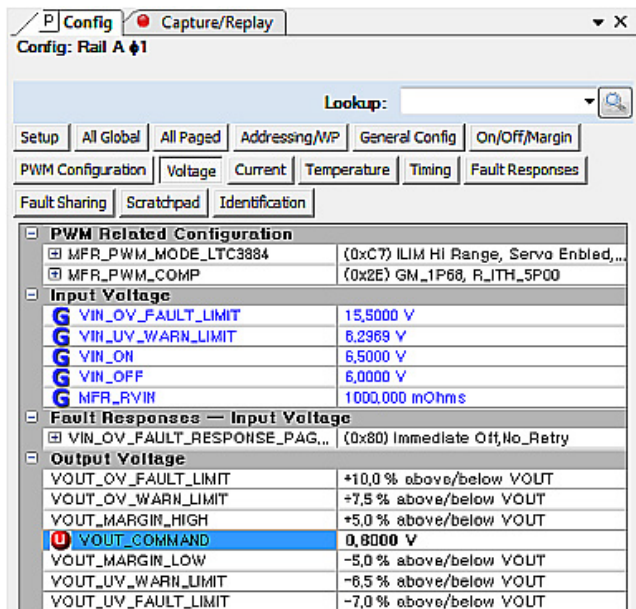 P Config Capture/Replay
Config: Rail A ϕ1
Lookup:
Setup All Global All Paged Addressing/WP General Config On/Off/Margin
PWM Configuration Voltage Current Temperature Timing Fault Responses
Fault Sharing Scratchpad Identification
PWM Related Configuration
MFR_PWM_MODE_LTC3884 (0xC7) ILIM Hi Range, Servo Enbled,...
MFR_PWM_COMP (0x2E) GM_1P68, R_ITH_5P00
Input Voltage
G VIN_OV_FAULT_LIMIT 15,5000 V
G VIN_UV_WARN_LIMIT 6,2969 V
G VIN_ON 6,5000 V
G VIN_OFF 6,0000 V
G MFR_RVIN 1000,000 mOhms
Fault Responses — Input Voltage
VIN_OV_FAULT_RESPONSE_PAG... (0x80) Immediate Off,No_Retry
Output Voltage
VOUT_OV_FAULT_LIMIT +10,0 % above/below VOUT
VOUT_OV_WARN_LIMIT +7,5 % above/below VOUT
VOUT_MARGIN_HIGH +5,0 % above/below VOUT
U VOUT_COMMAND 0,8000 V
VOUT_MARGIN_LOW -5,0 % above/below VOUT
VOUT_UV_WARN_LIMIT -6,5 % above/below VOUT
VOUT_UV_FAULT_LIMIT -7,0 % above/below VOUT